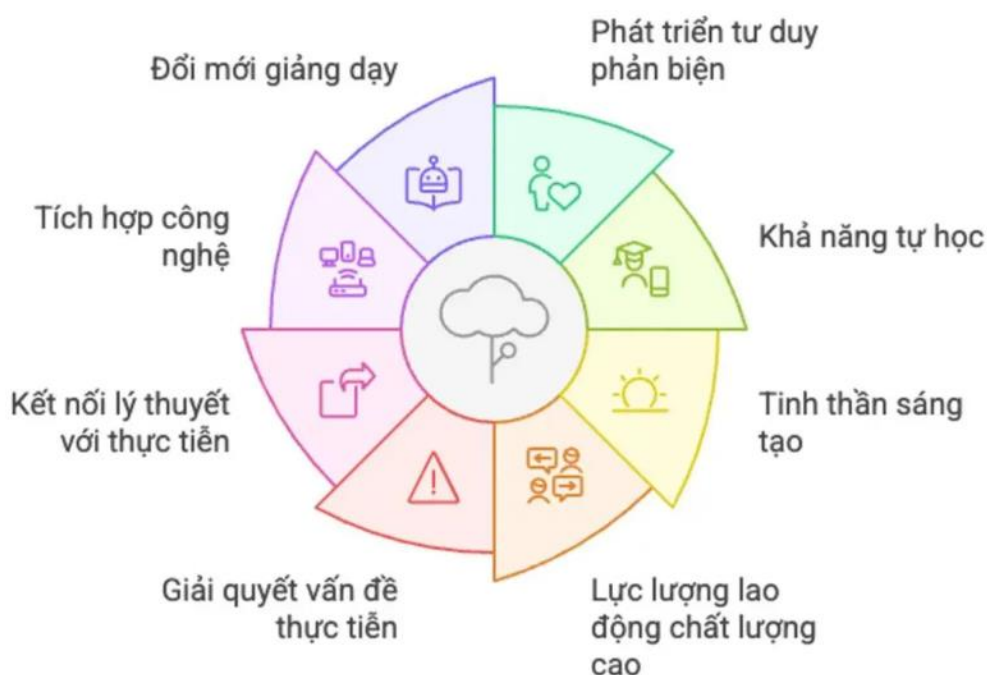 Đổi mới giảng dạy
Phát triển tư duy
phản biện
Tích hợp công
nghệ
Khả năng tự học
Kết nối lý thuyết
với thực tiễn
Tinh thần sáng
tạo
Giải quyết vấn đề
thực tiễn
Lực lượng lao
động chất lượng
cao